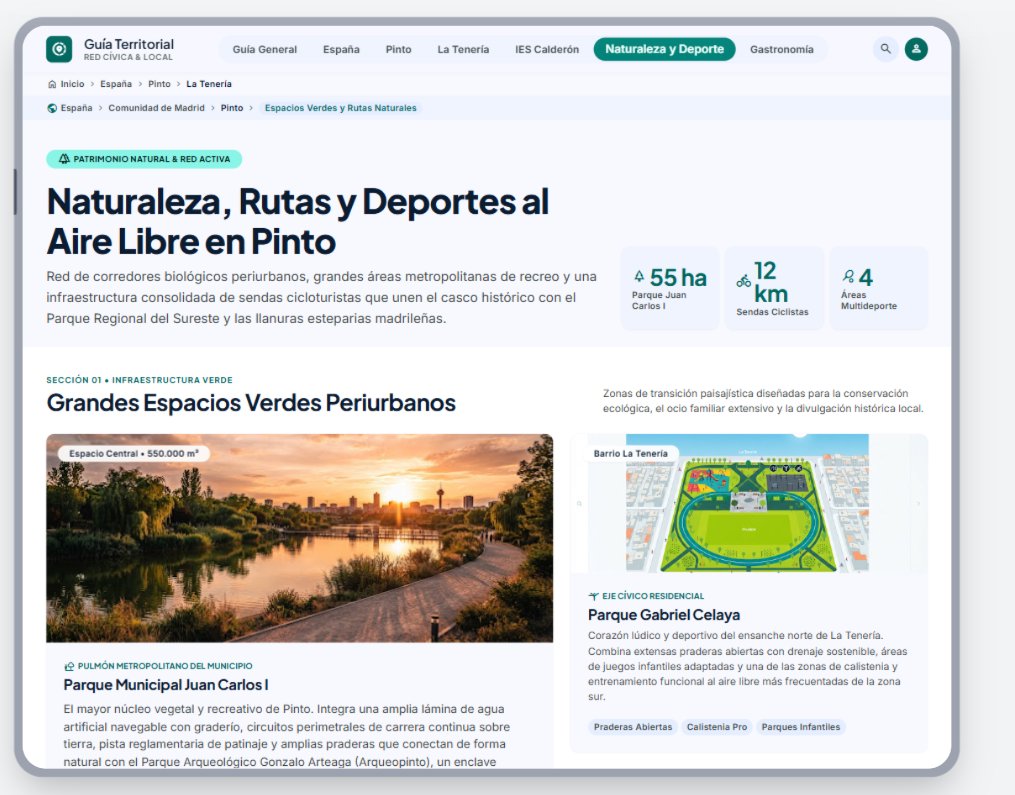 Guía Territorial
RED CÍVICA & LOCAL
Guía General España Pinto La Tenería IES Calderón Naturaleza y Deporte Gastronomía
Inicio > España > Pinto > La Tenería
España > Comunidad de Madrid > Pinto > Espacios Verdes y Rutas Naturales
PATRIMONIO NATURAL & RED ACTIVA
Naturaleza, Rutas y Deportes al
Aire Libre en Pinto
Red de corredores biológicos periurbanos, grandes áreas metropolitanas de recreo y una
infraestructura consolidada de sendas cicloturistas que unen el casco histórico con el
Parque Regional del Sureste y las llanuras esteparias madrileñas.
55 ha
Parque Juan
Carlos I
12
km
Sendas Ciclistas
4
Áreas
Multideporte
SECCIÓN 01 • INFRAESTRUCTURA VERDE
Grandes Espacios Verdes Periurbanos
Zonas de transición paisajística diseñadas para la conservación
ecológica, el ocio familiar extensivo y la divulgación histórica local.
Espacio Central • 550.000 m²
PULMÓN METROPOLITANO DEL MUNICIPIO
Parque Municipal Juan Carlos I
El mayor núcleo vegetal y recreativo de Pinto. Integra una amplia lámina de agua
artificial navegable con graderío, circuitos perimetrales de carrera continua sobre
tierra, pista reglamentaria de patinaje y amplias praderas que conectan de forma
natural con el Parque Arqueológico Gonzalo Arteaga (Arqueopinto), un enclave
Barrio La Tenería
La Tenería
EJE CÍVICO RESIDENCIAL
Parque Gabriel Celaya
Corazón lúdico y deportivo del ensanche norte de La Tenería.
Combina extensas praderas abiertas con drenaje sostenible, áreas
de juegos infantiles adaptadas y una de las zonas de calistenia y
entrenamiento funcional al aire libre más frecuentadas de la zona
sur.
Praderas Abiertas Calistenia Pro Parques Infantiles